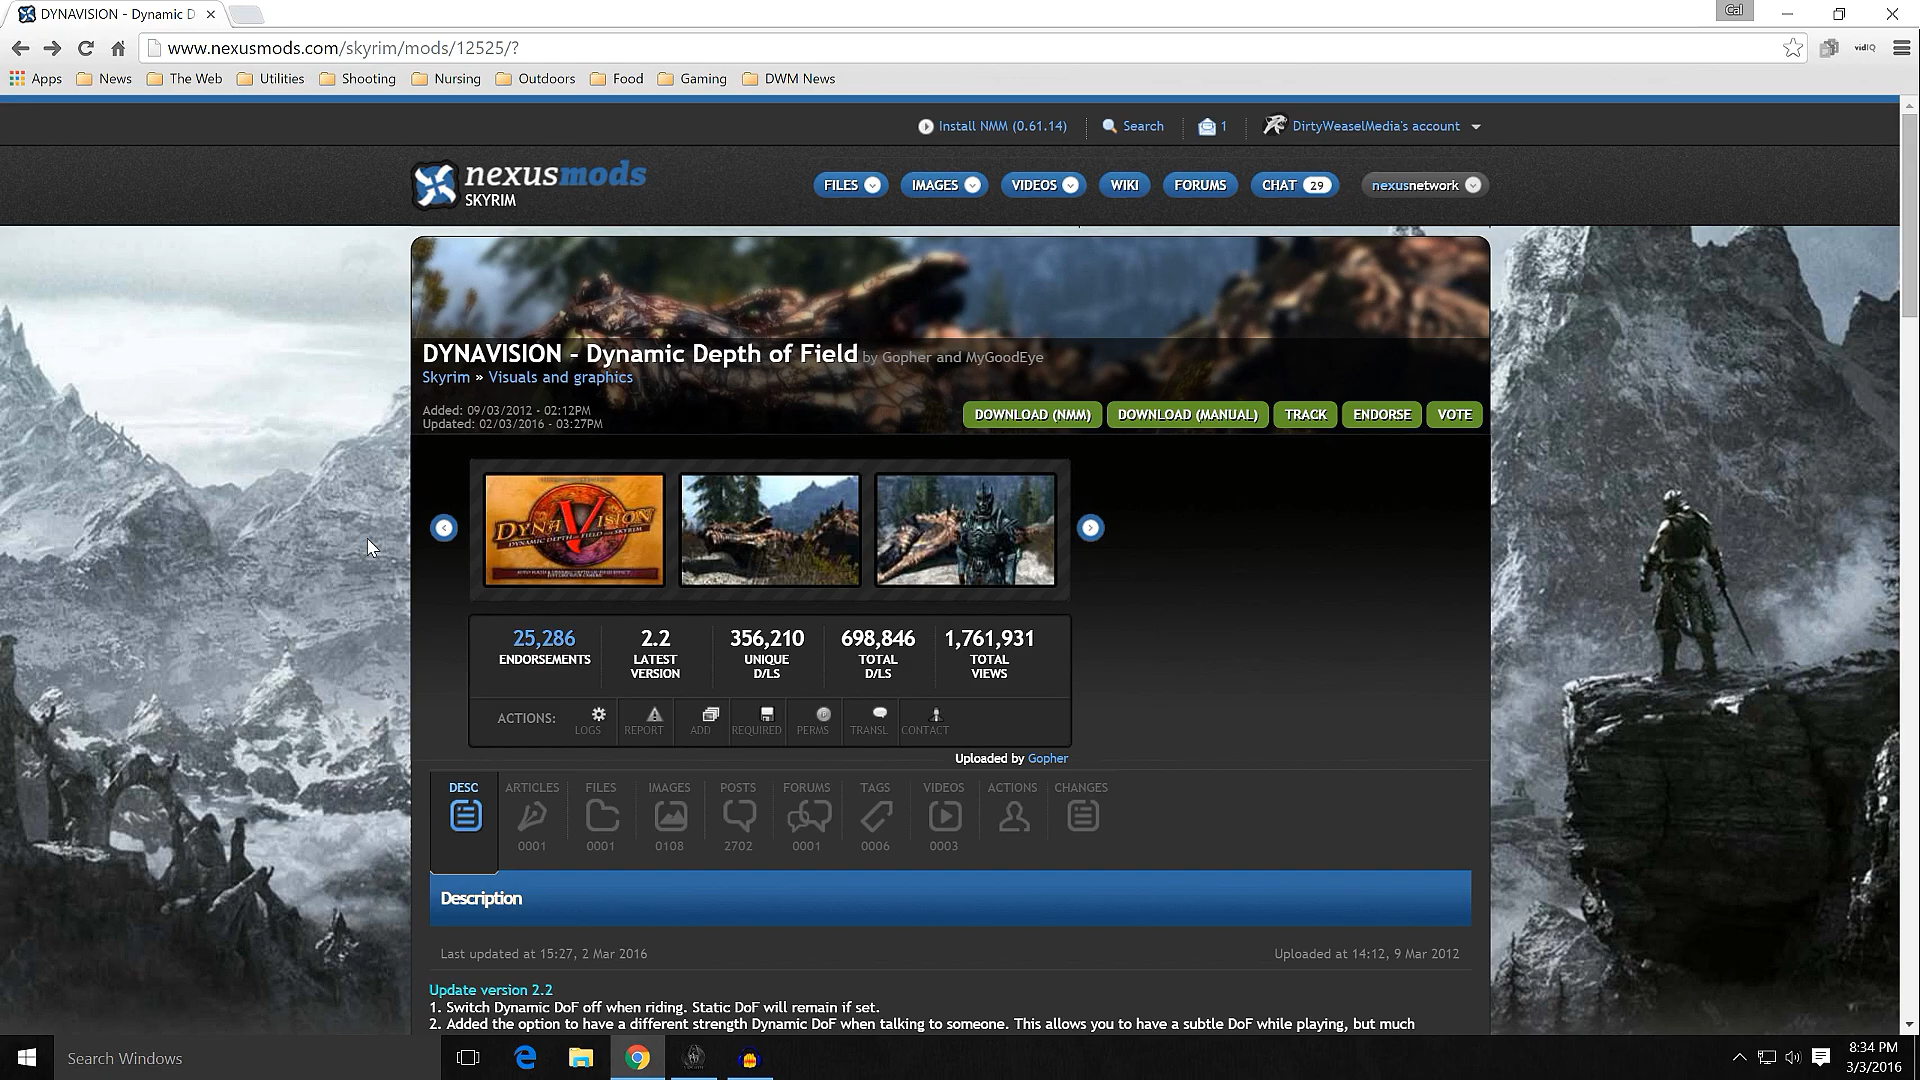 DYNAVISION - Dynamic D
Cal
www.nexusmods.com/skyrim/mods/12525/?
vidIQ
Apps News The Web Utilities Shooting Nursing Outdoors Food Gaming DWM News
Install NMM (0.61.14) Search 1 DirtyWeaselMedia's account
nexusmods
SKYRIM
FILES IMAGES VIDEOS WIKI FORUMS CHAT 29 nexusnetwork
DYNAVISION - Dynamic Depth of Field by Gopher and MyGoodEye
Skyrim » Visuals and graphics
Added: 09/03/2012 - 02:12PM
Updated: 02/03/2016 - 03:27PM
DOWNLOAD (NMM) DOWNLOAD (MANUAL) TRACK ENDORSE VOTE
DYNAVISION
DYNAMIC DEPTH OF FIELD FOR SKYRIM
25,286 2.2 356,210 698,846 1,761,931
ENDORSEMENTS LATEST UNIQUE TOTAL TOTAL
VERSION D/LS D/LS VIEWS
ACTIONS: LOGS REPORT ADD REQUIRED PERMS TRANSL CONTACT
Uploaded by Gopher
DESC ARTICLES FILES IMAGES POSTS FORUMS TAGS VIDEOS ACTIONS CHANGES
0001 0001 0108 2702 0001 0006 0003
Description
Last updated at 15:27, 2 Mar 2016 Uploaded at 14:12, 9 Mar 2012
Update version 2.2
1. Switch Dynamic DoF off when riding. Static DoF will remain if set.
2. Added the option to have a different strength Dynamic DoF when talking to someone. This allows you to have a subtle DoF while playing, but much
Search Windows
8:34 PM
3/3/2016